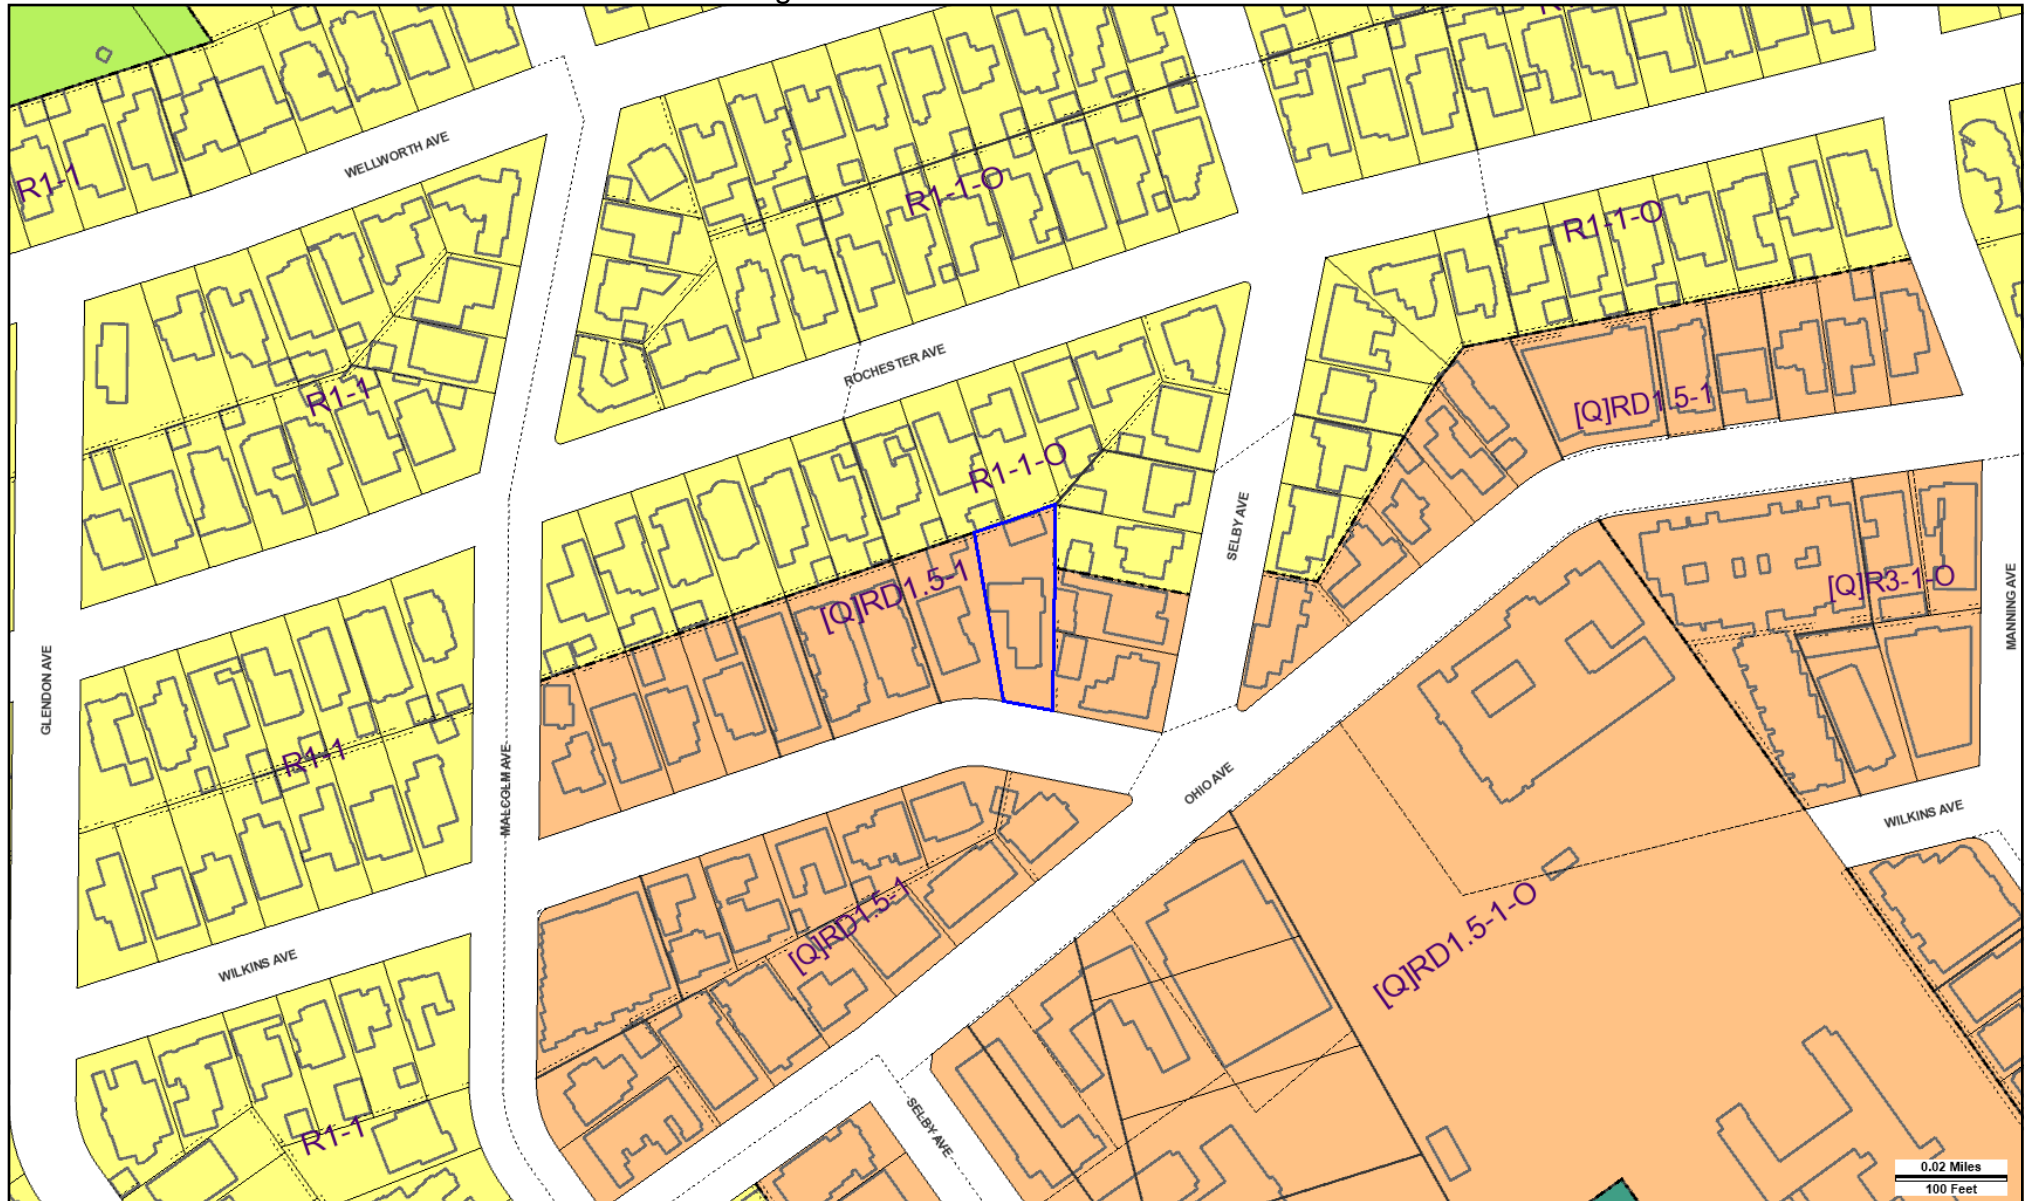 g
R
R1-1
WELLWORTH AVE
R1-1-O
R1-1-O
R1-1
ROCHESTER AVE
[Q]RD1.5-1
R1-1-O
SELBY AVE
[Q]RD1.5-1
[Q]R3-1-O
MANNING AVE
GLENDON AVE
R1-1
MALCOLM AVE
OHIO AVE
WILKINS AVE
[Q]RD1.5-1
[Q]RD1.5-1-O
WILKINS AVE
R1-1
SELBY AVE
0.02 Miles
100 Feet